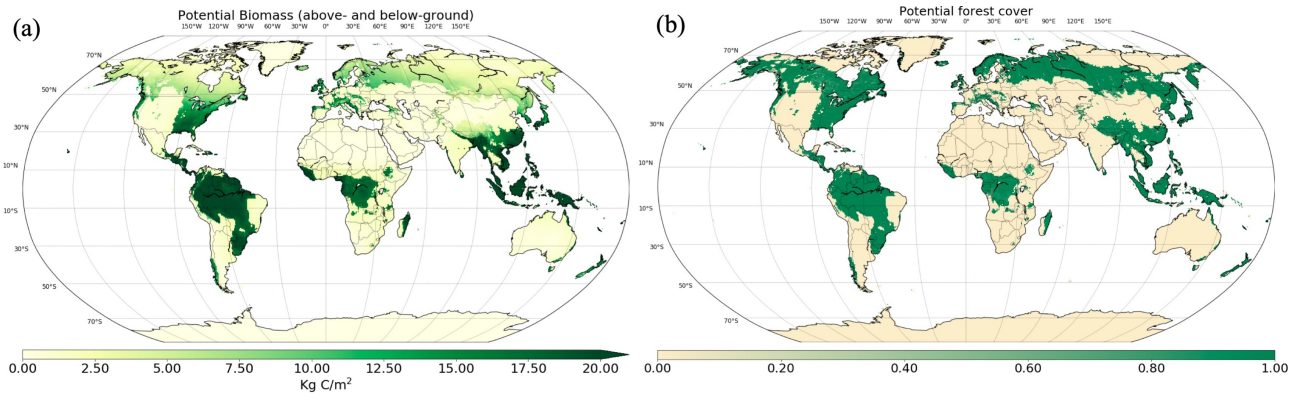 (a)
Potential Biomass (above- and below-ground)
150°W 120°W 90°W 60°W 30°W 0° 30°E 60°E 90°E 120°E 150°E
70°N
50°N
30°N
10°N
10°S
30°S
50°S
70°S
0.00 2.50 5.00 7.50 10.00 12.50 15.00 17.50 20.00
Kg C/m²
(b)
Potential forest cover
150°W 120°W 90°W 60°W 30°W 0° 30°E 60°E 90°E 120°E 150°E
70°N
50°N
30°N
10°N
10°S
30°S
50°S
70°S
0.00 0.20 0.40 0.60 0.80 1.00